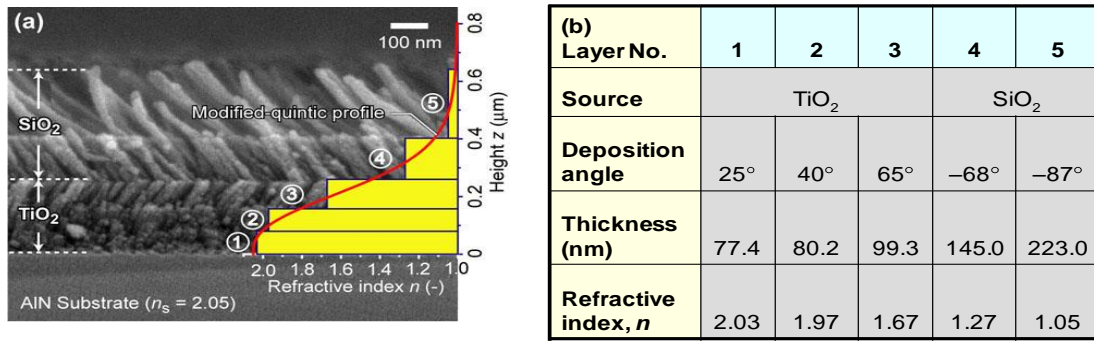 (a)
100 nm
SiO₂
TiO₂
Modified-quintic profile
⑤
④
③
②
①
0.8
0.6
0.4
0.2
0
Height z (μm)
2.0 1.8 1.6 1.4 1.2 1.0
Refractive index n (-)
AlN Substrate (nₛ = 2.05)
(b)
Layer No. 1 2 3 4 5
Source TiO₂ SiO₂
Deposition
angle 25° 40° 65° –68° –87°
Thickness
(nm) 77.4 80.2 99.3 145.0 223.0
Refractive
index, n 2.03 1.97 1.67 1.27 1.05